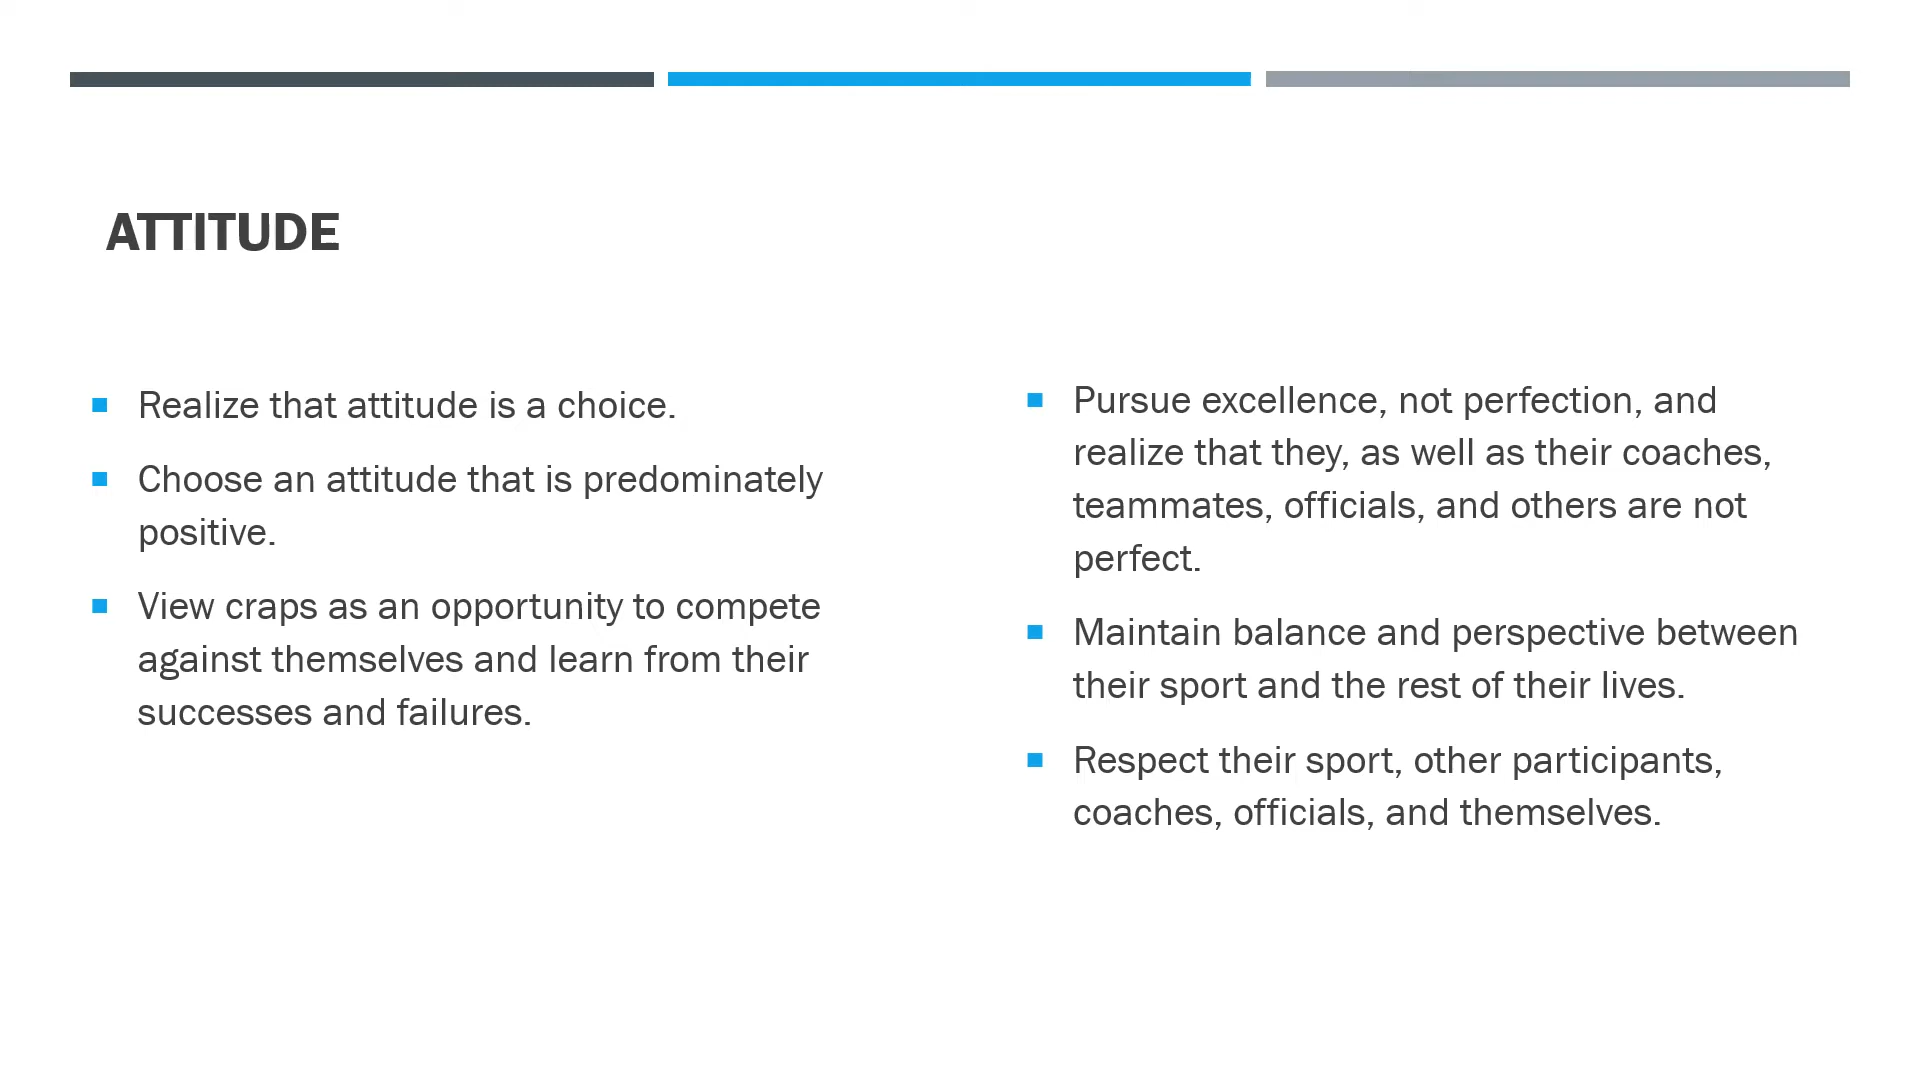 ATTITUDE
Realize that attitude is a choice.
Choose an attitude that is predominately
positive.
View craps as an opportunity to compete
against themselves and learn from their
successes and failures.
Pursue excellence, not perfection, and
realize that they, as well as their coaches,
teammates, officials, and others are not
perfect.
Maintain balance and perspective between
their sport and the rest of their lives.
Respect their sport, other participants,
coaches, officials, and themselves.